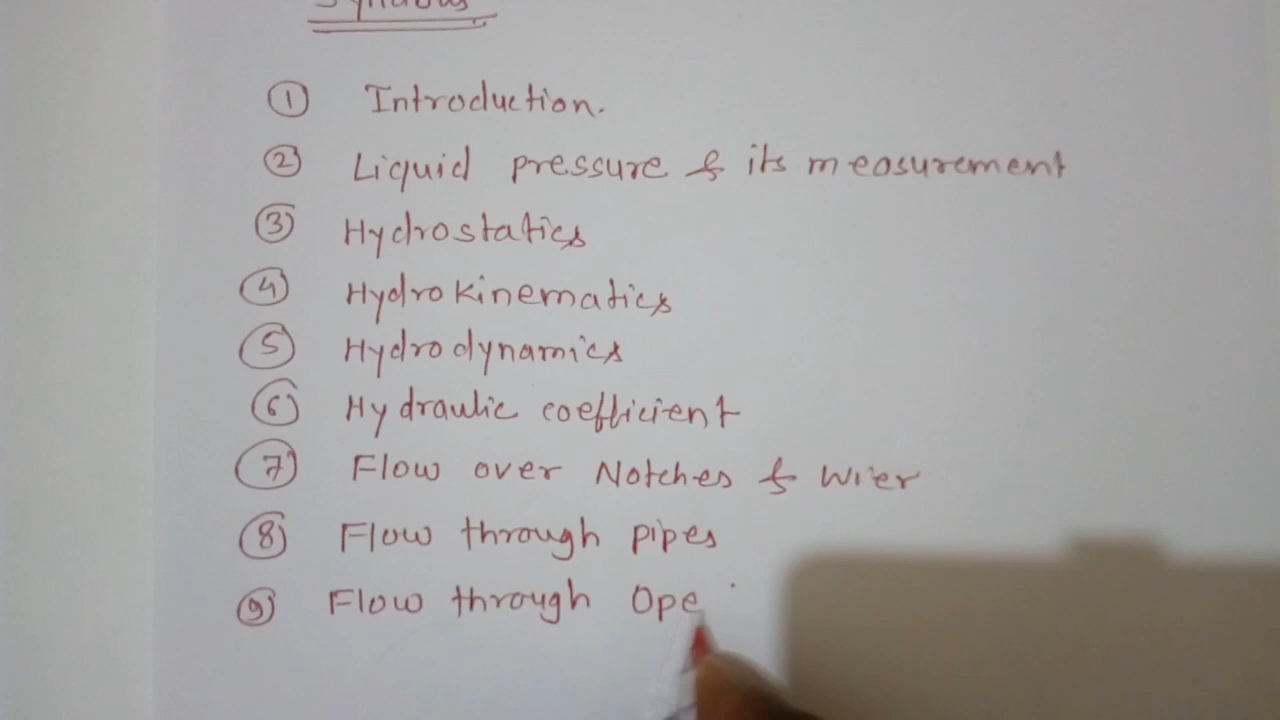 Syllabus
① Introduction.
② Liquid pressure & its measurement
③ Hydrostatics
④ Hydrokinematics
⑤ Hydrodynamics
⑥ Hydraulic coefficient
⑦ Flow over Notches & Wier
⑧ Flow through pipes
⑨ Flow through Ope